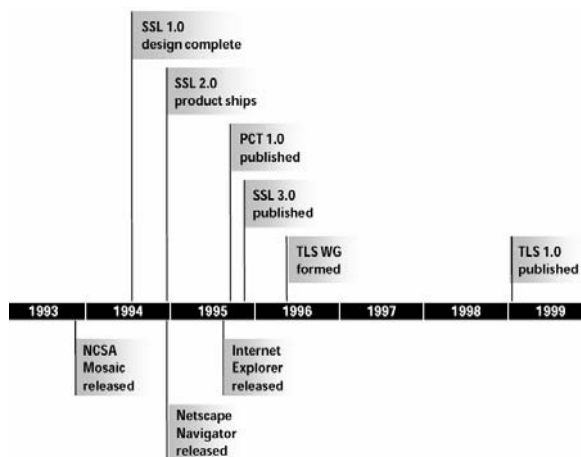 SSL 1.0
design complete
SSL 2.0
product ships
PCT 1.0
published
SSL 3.0
published
TLS WG
formed
TLS 1.0
published
1993 1994 1995 1996 1997 1998 1999
NCSA
Mosaic
released
Internet
Explorer
released
Netscape
Navigator
released